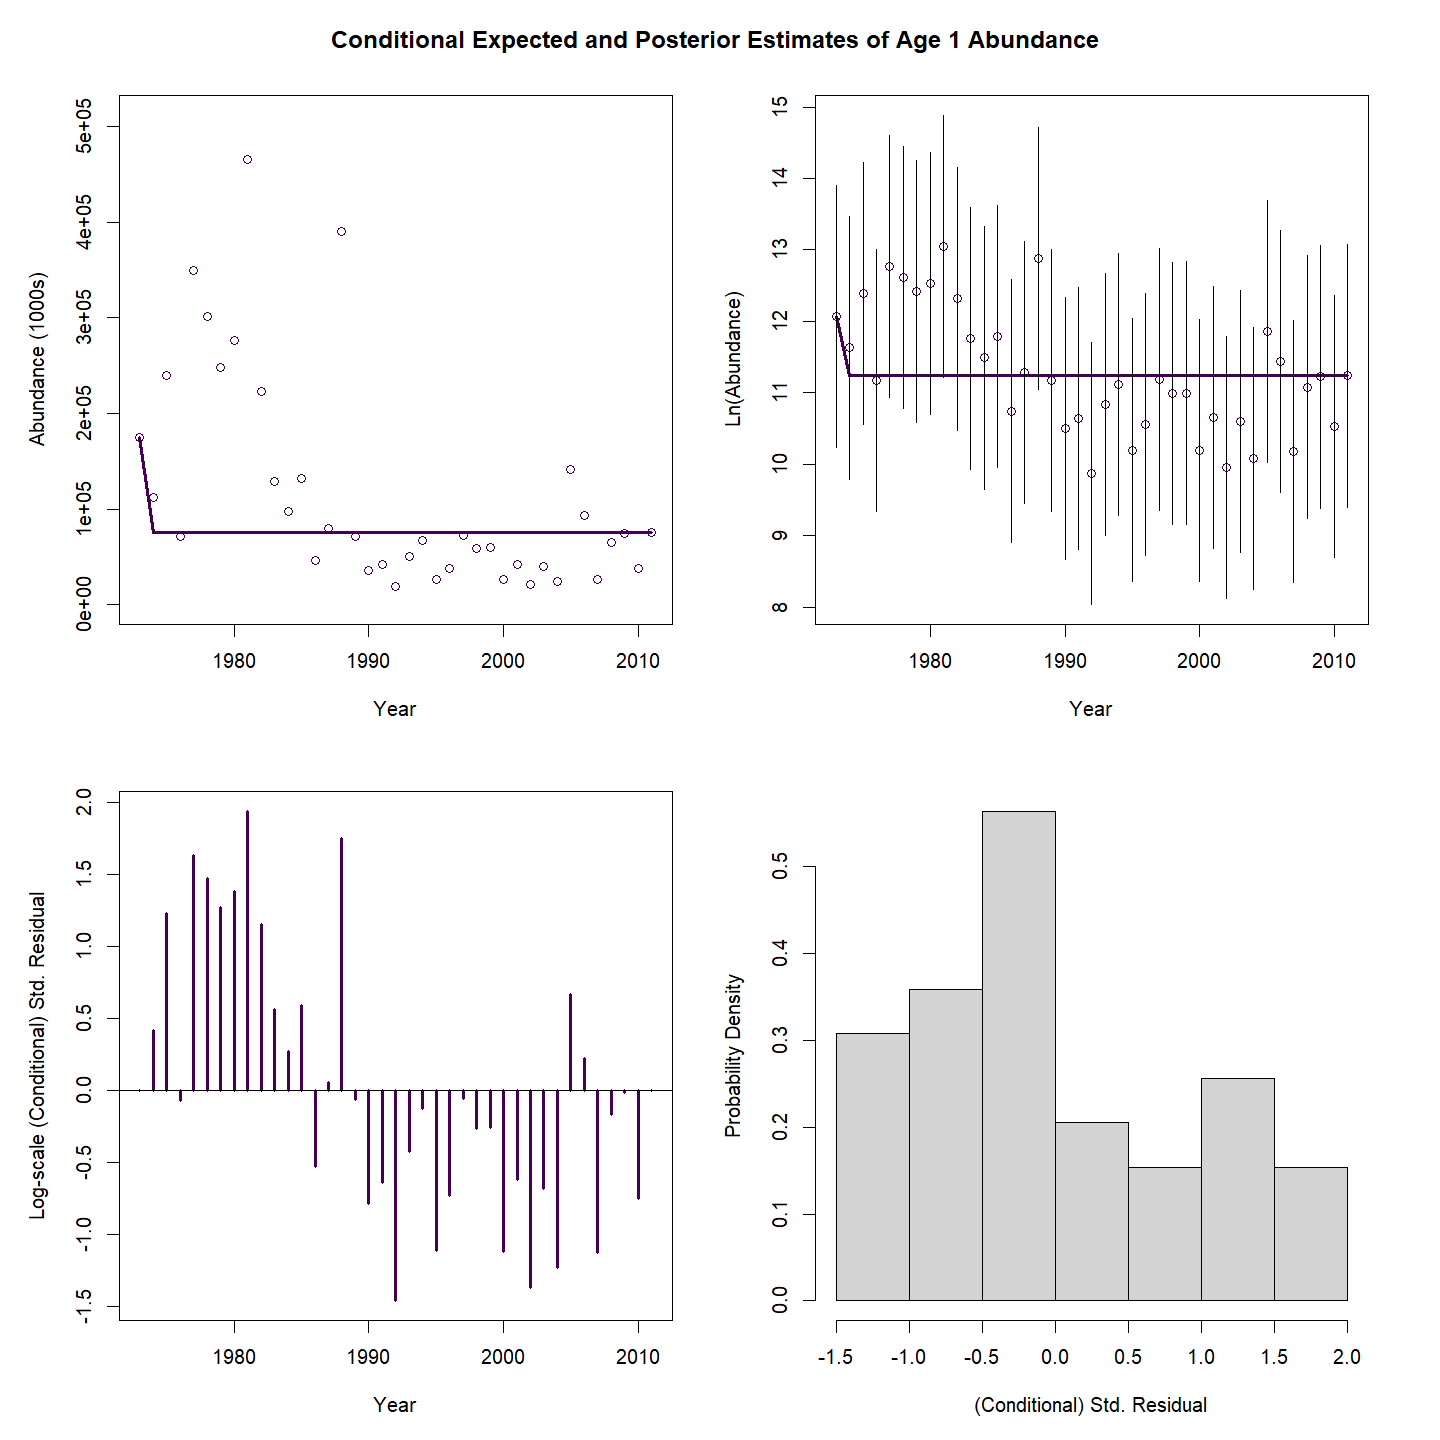 Conditional Expected and Posterior Estimates of Age 1 Abundance
Abundance (1000s)
5e+05
4e+05
3e+05
2e+05
1e+05
0e+00
1980 1990 2000 2010
Year
Ln(Abundance)
15
14
13
12
11
10
9
8
1980 1990 2000 2010
Year
Log-scale (Conditional) Std. Residual
2.0
1.5
1.0
0.5
0.0
-0.5
-1.0
-1.5
1980 1990 2000 2010
Year
Probability Density
0.5
0.4
0.3
0.2
0.1
0.0
-1.5 -1.0 -0.5 0.0 0.5 1.0 1.5 2.0
(Conditional) Std. Residual